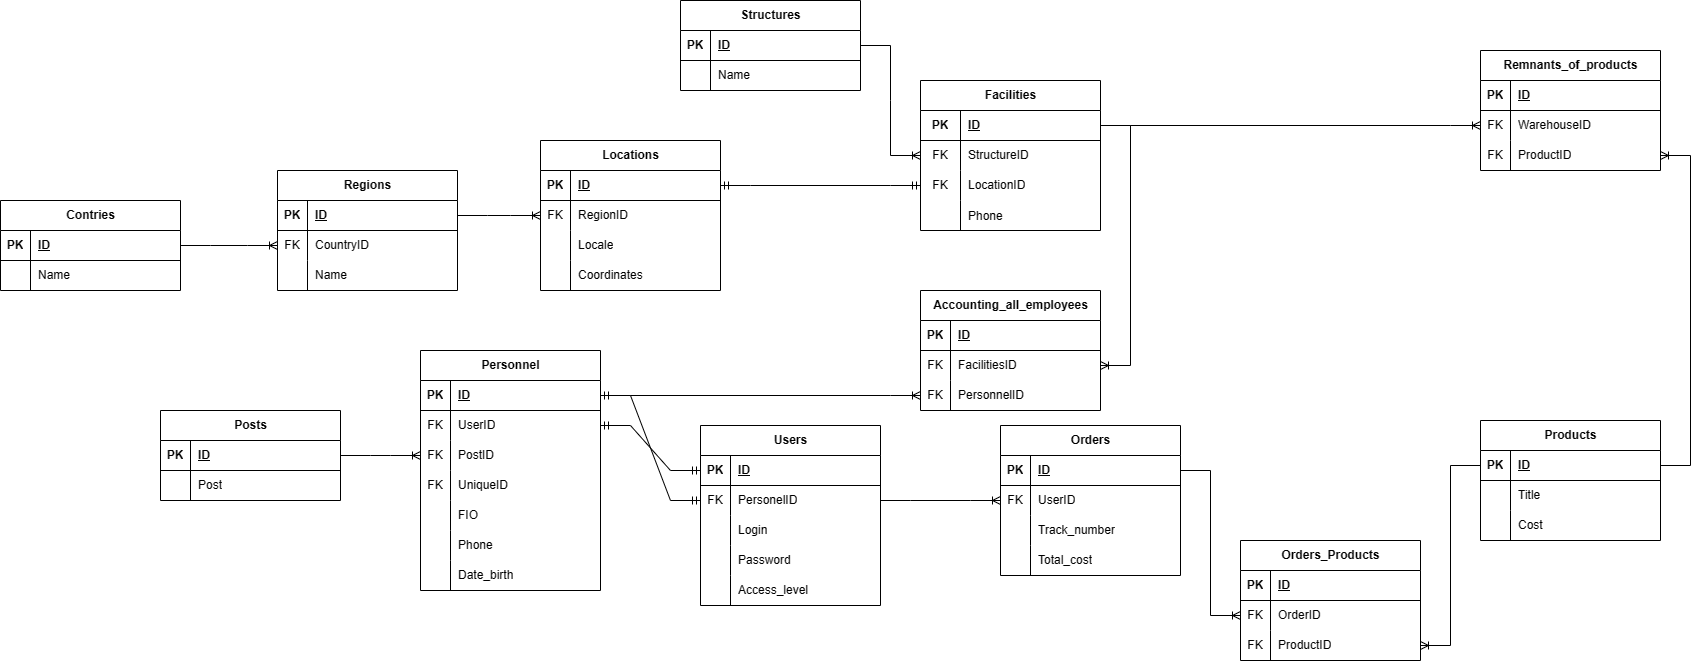 Structures
PK ID
Name
Remnants_of_products
PK ID
FK WarehouseID
FK ProductID
Facilities
PK ID
FK StructureID
FK LocationID
Phone
Locations
PK ID
FK RegionID
Locale
Coordinates
Regions
PK ID
FK CountryID
Name
Contries
PK ID
Name
Accounting_all_employees
PK ID
FK FacilitiesID
FK PersonnelID
Personnel
PK ID
FK UserID
FK PostID
FK UniqueID
FIO
Phone
Date_birth
Posts
PK ID
Post
Users
PK ID
FK PersonelID
Login
Password
Access_level
Orders
PK ID
FK UserID
Track_number
Total_cost
Products
PK ID
Title
Cost
Orders_Products
PK ID
FK OrderID
FK ProductID